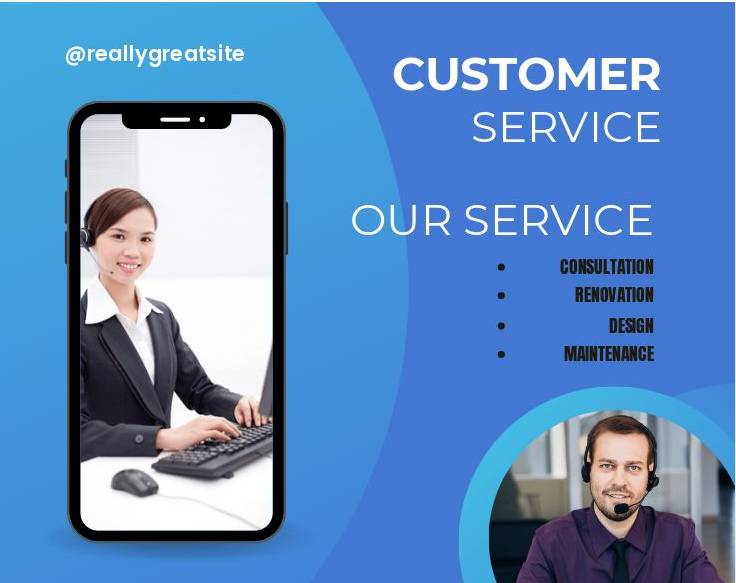 @reallygreatsite
CUSTOMER
SERVICE
OUR SERVICE
• CONSULTATION
• RENOVATION
• DESIGN
• MAINTENANCE